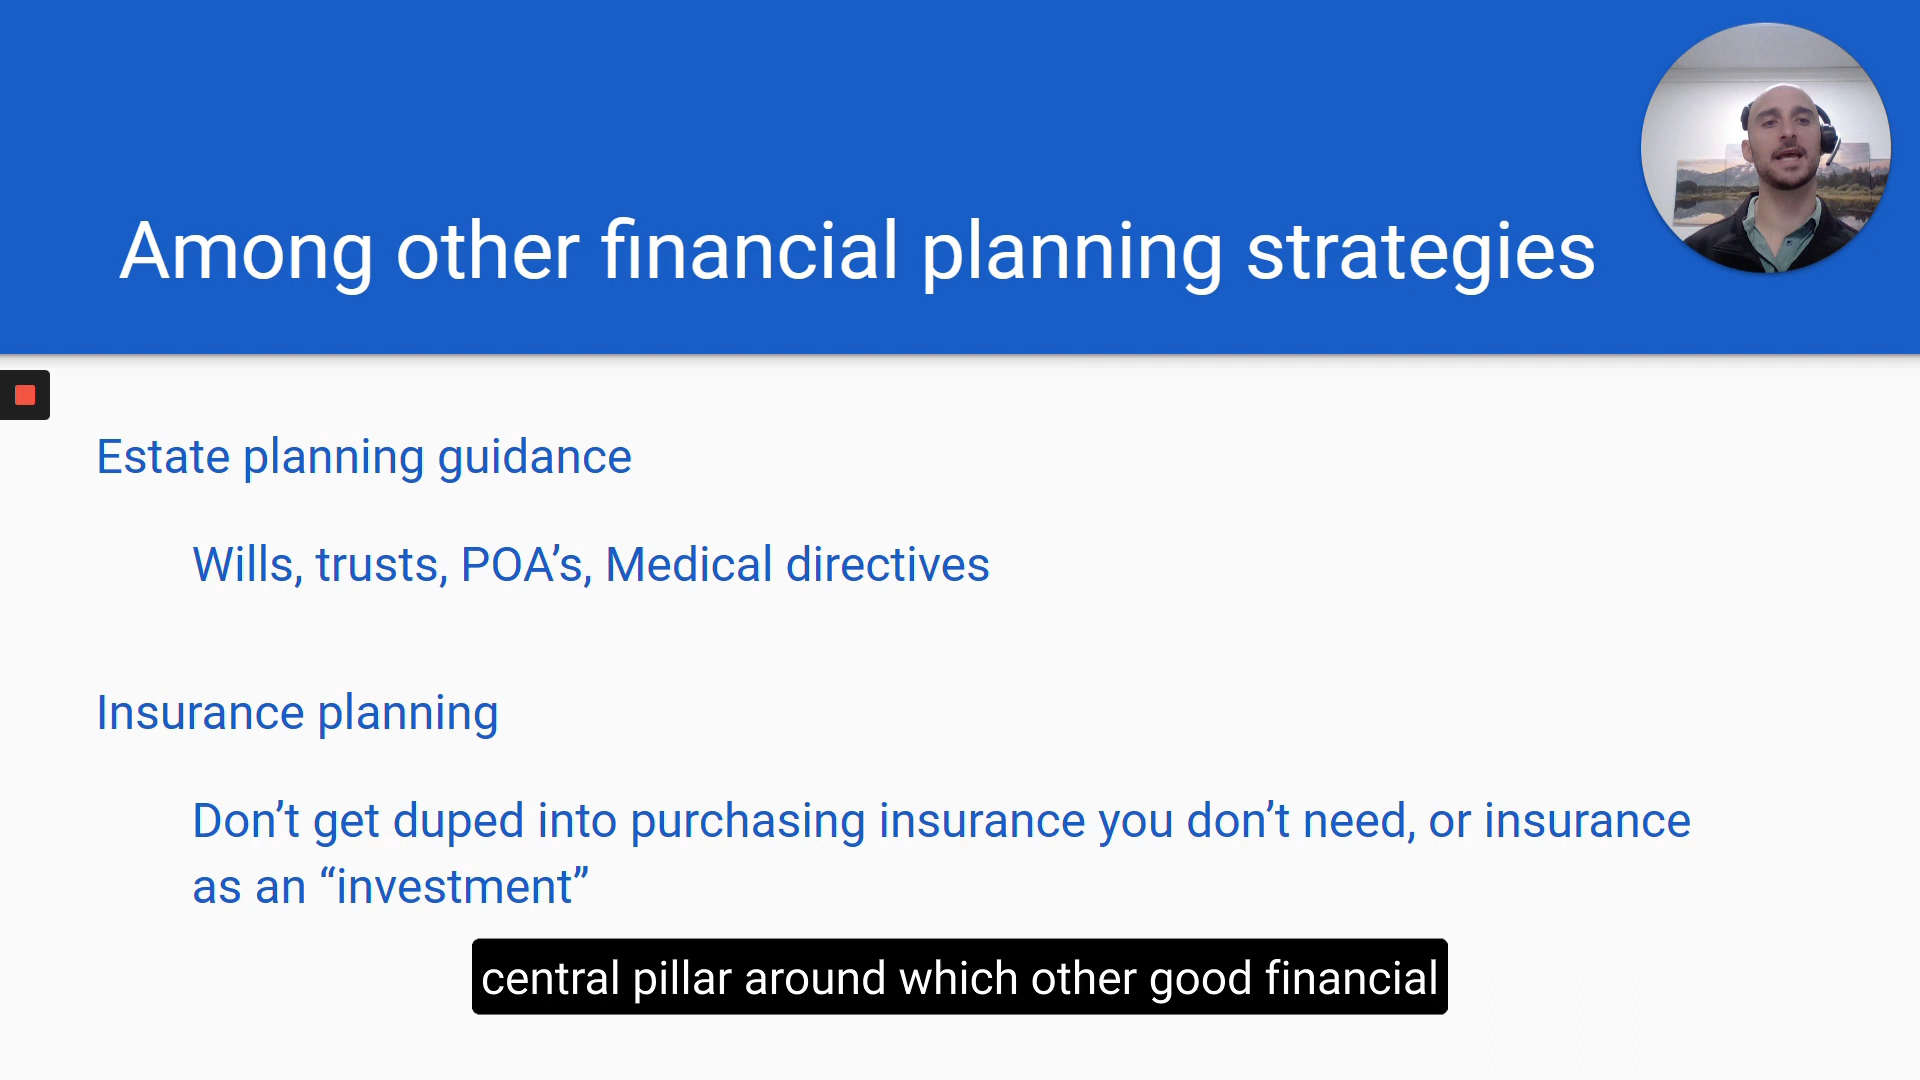 Among other financial planning strategies
Estate planning guidance
Wills, trusts, POA’s, Medical directives
Insurance planning
Don’t get duped into purchasing insurance you don’t need, or insurance
as an “investment”
central pillar around which other good financial